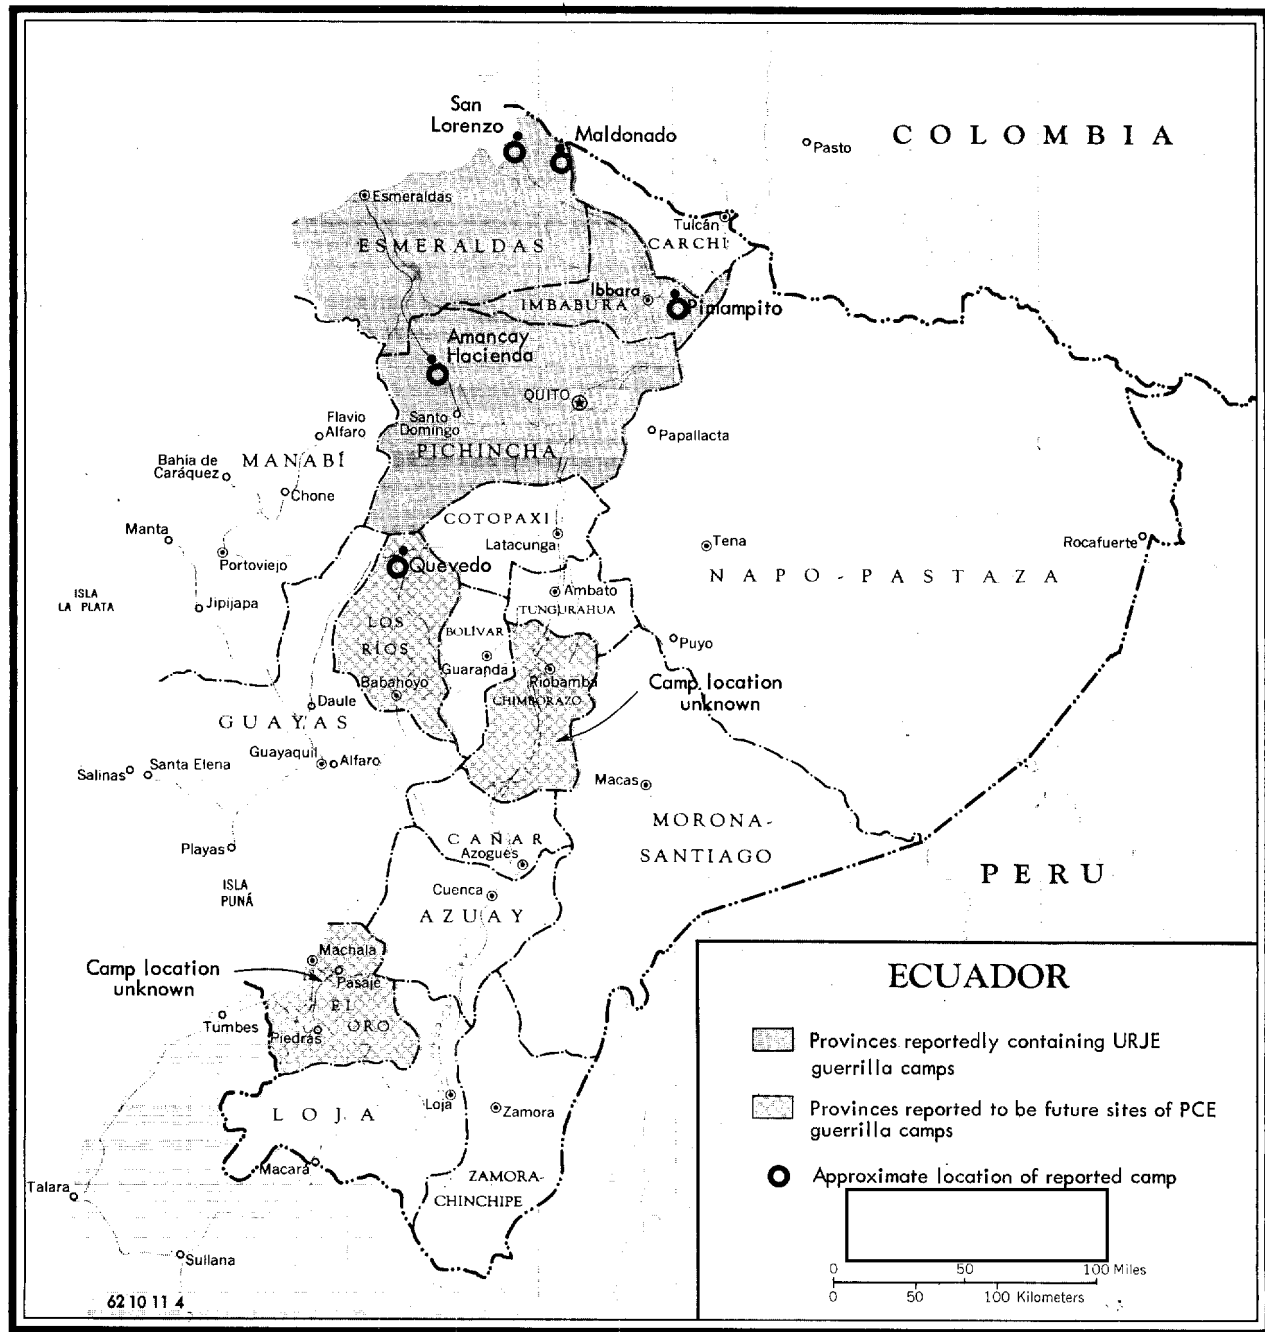 San
Lorenzo
Maldonado
COLOMBIA
Pasto
Esmeraldas
Tulcán
CARCHI
ESMERALDAS
Ibbara
IMBABURA
Pimampito
Amancay
Hacienda
QUITO
Flavio
Alfaro
Santo
Domingo
Papallacta
PICHINCHA
MANABÍ
Bahía de
Caráquez
Chone
COTOPAXI
Manta
Latacunga
Tena
Rocafuerte
Portoviejo
Quevedo
NAPO-PASTAZA
ISLA
LA PLATA
Jipijapa
Ambato
TUNGURAHUA
LOS
RÍOS
BOLÍVAR
Puyo
Guaranda
Babahoyo
Riobamba
CHIMBORAZO
Camp location
unknown
Daule
GUAYAS
Guayaquil
Alfaro
Salinas
Santa Elena
Macas
MORONA-
SANTIAGO
Playas
CAÑAR
Azogues
PERU
ISLA
PUNÁ
Cuenca
AZUAY
Machala
Camp location
unknown
Pasaje
EL
ORO
Tumbes
Piedras
Loja
Zamora
LOJA
Macará
ZAMORA-
CHINCHIPE
Talara
Sullana
62 10 11 4
ECUADOR
Provinces reportedly containing URJE
guerrilla camps
Provinces reported to be future sites of PCE
guerrilla camps
Approximate location of reported camp
0 50 100 Miles
0 50 100 Kilometers